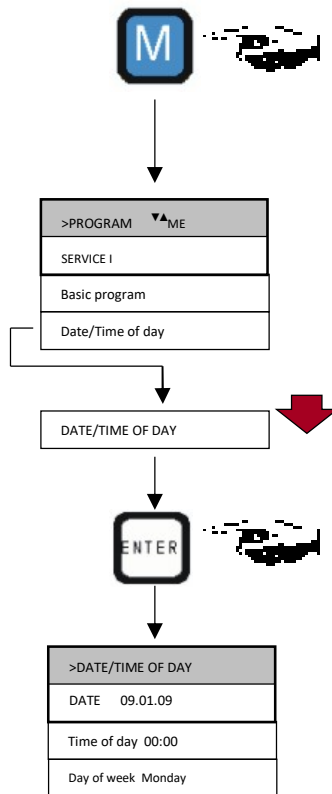 M
>PROGRAM ▼▲ME
SERVICE I
Basic program
Date/Time of day
DATE/TIME OF DAY
ENTER
>DATE/TIME OF DAY
DATE 09.01.09
Time of day 00:00
Day of week Monday